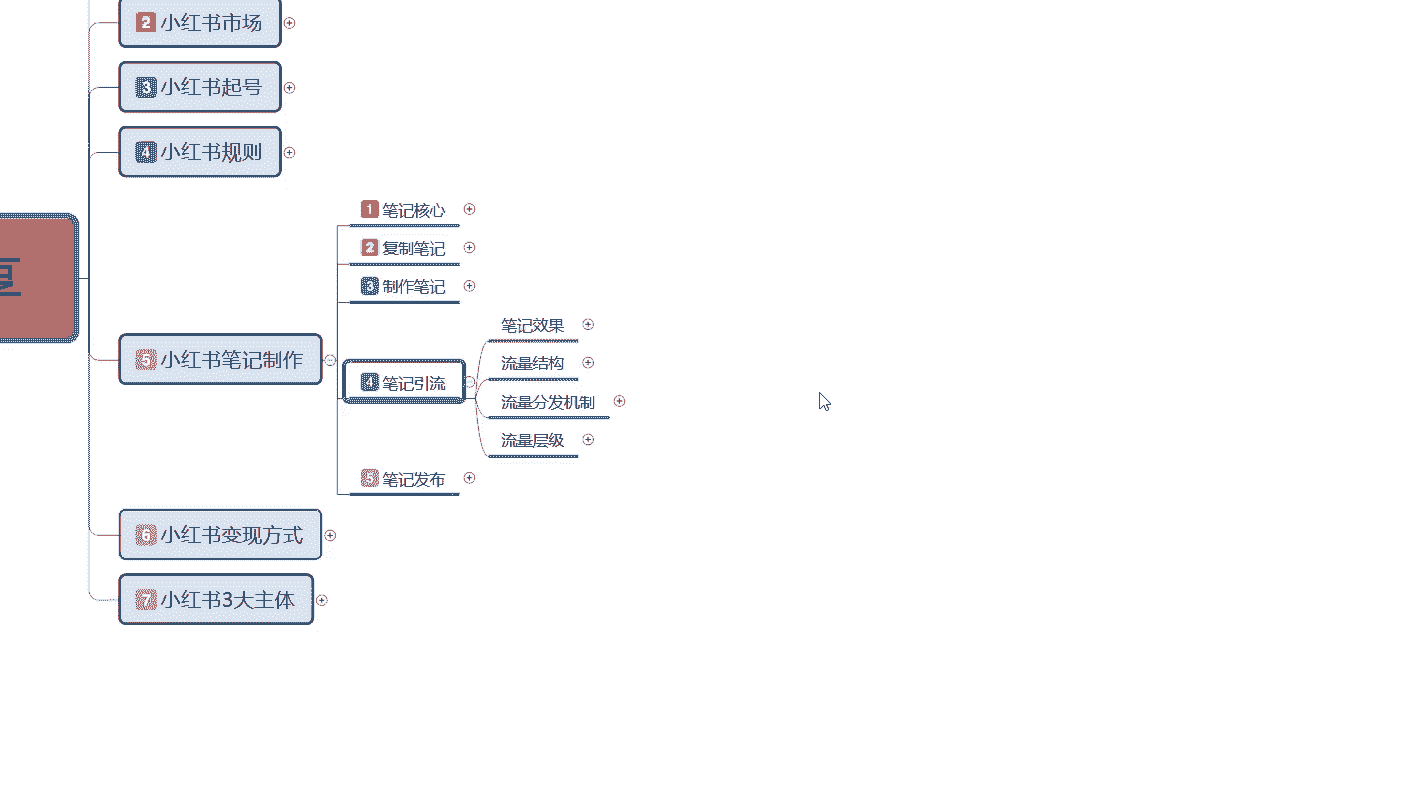 2 小红书市场
3 小红书起号
4 小红书规则
5 小红书笔记制作
1 笔记核心
2 复制笔记
3 制作笔记
4 笔记引流
笔记效果
流量结构
流量分发机制
流量层级
5 笔记发布
6 小红书变现方式
7 小红书3大主体